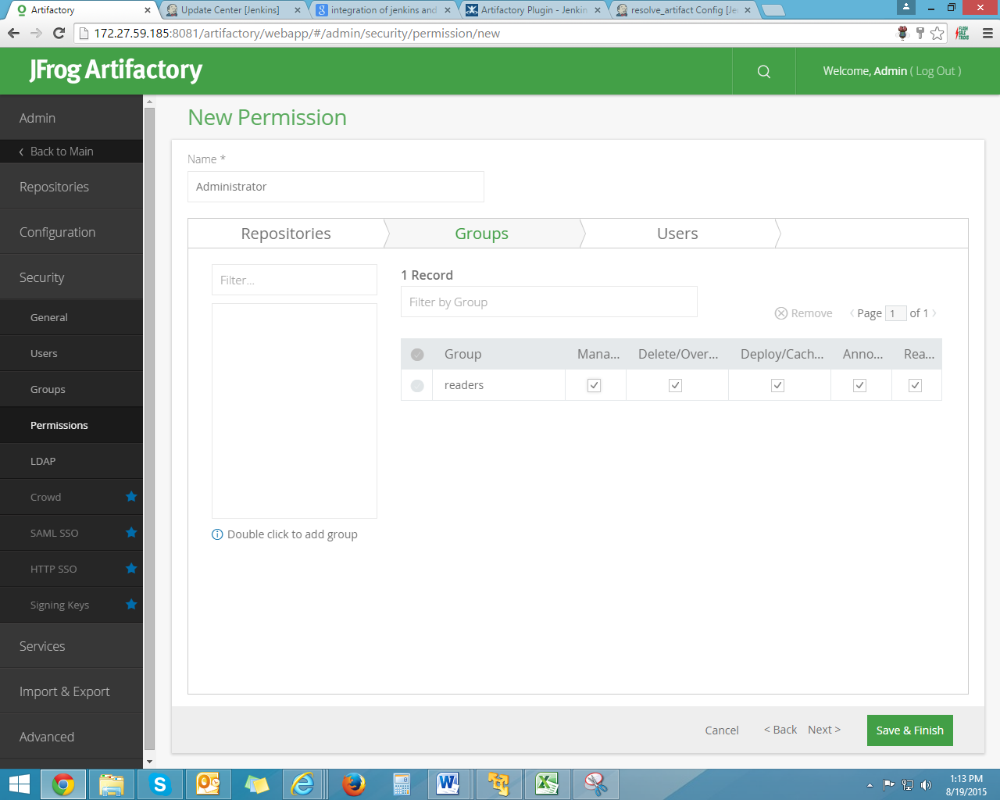 Artifactory
Update Center [Jenkins]
integration of jenkins and
Artifactory Plugin - Jenkin
resolve_artifact Config [Je
172.27.59.185:8081/artifactory/webapp/#/admin/security/permission/new
JFrog Artifactory
Welcome, Admin ( Log Out )
Admin
Back to Main
Repositories
Configuration
Security
General
Users
Groups
Permissions
LDAP
Crowd
SAML SSO
HTTP SSO
Signing Keys
Services
Import & Export
Advanced
New Permission
Name *
Administrator
Repositories
Groups
Users
Filter...
Double click to add group
1 Record
Filter by Group
Remove
Page 1 of 1
Group Mana... Delete/Over... Deploy/Cach... Anno... Rea...
readers
Cancel
< Back
Next >
Save & Finish
1:13 PM
8/19/2015